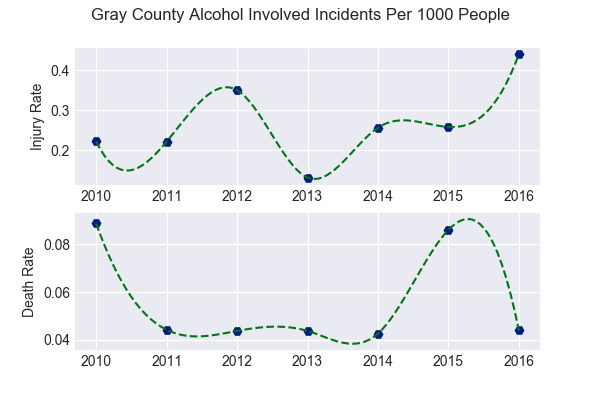 Gray County Alcohol Involved Incidents Per 1000 People
Injury Rate
0.4
0.3
0.2
2010 2011 2012 2013 2014 2015 2016
Death Rate
0.08
0.06
0.04
2010 2011 2012 2013 2014 2015 2016